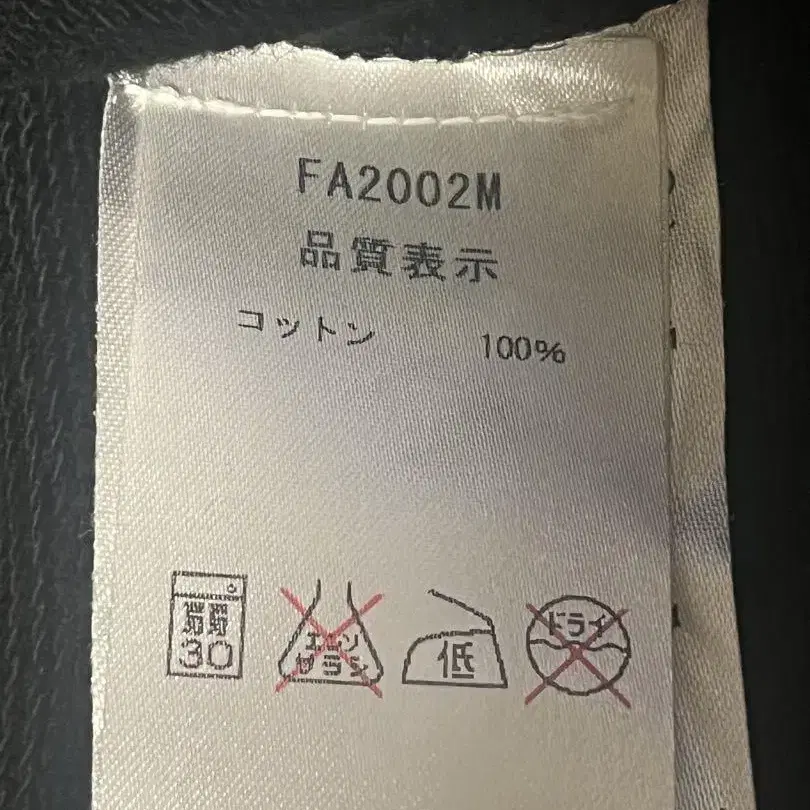 FA2002M
品質表示
コットン 100%
弱
30
エンソ
サラシ
低
ドライ